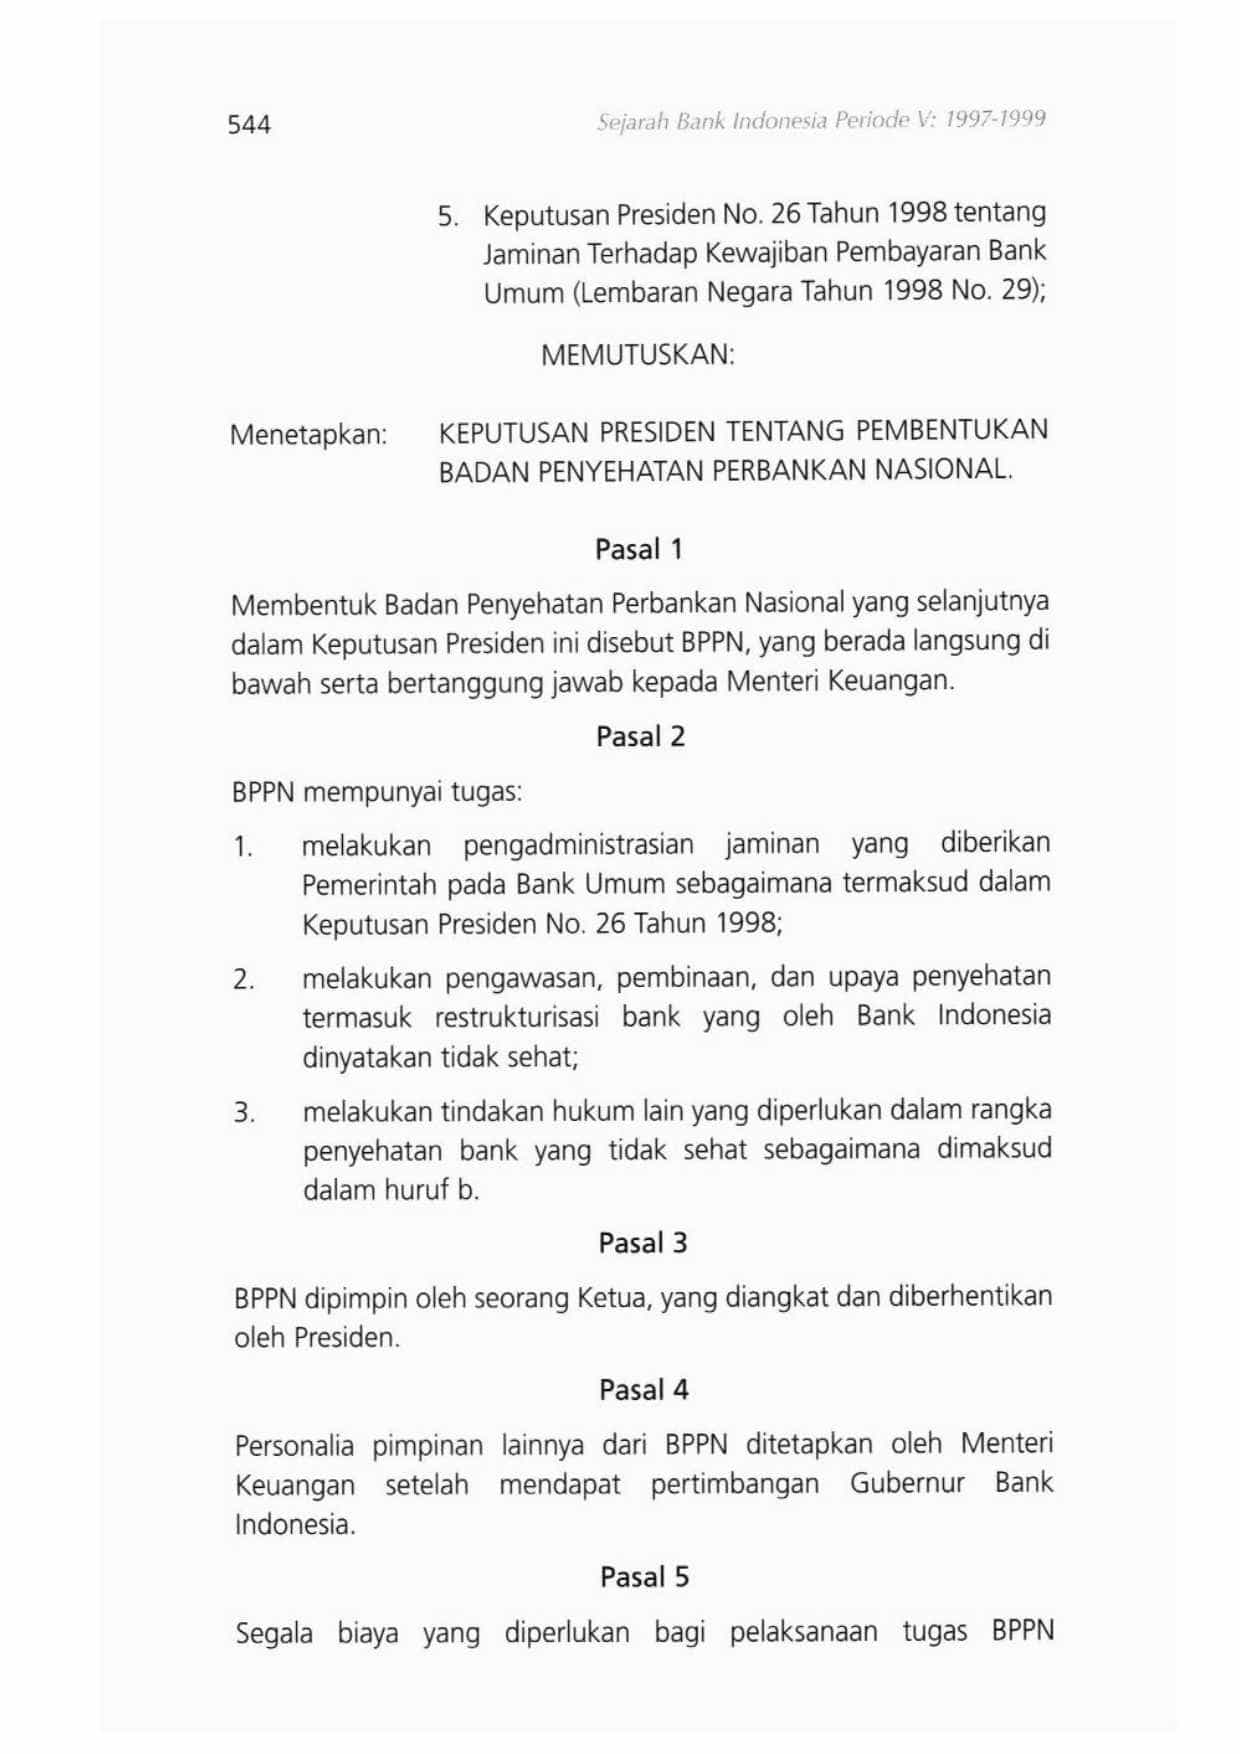 544
Sejarah Bank Indonesia Periode V: 1997-1999
5. Keputusan Presiden No. 26 Tahun 1998 tentang
Jaminan Terhadap Kewajiban Pembayaran Bank
Umum (Lembaran Negara Tahun 1998 No. 29);
MEMUTUSKAN:
Menetapkan: KEPUTUSAN PRESIDEN TENTANG PEMBENTUKAN
BADAN PENYEHATAN PERBANKAN NASIONAL.
Pasal 1
Membentuk Badan Penyehatan Perbankan Nasional yang selanjutnya
dalam Keputusan Presiden ini disebut BPPN, yang berada langsung di
bawah serta bertanggung jawab kepada Menteri Keuangan.
Pasal 2
BPPN mempunyai tugas:
1. melakukan pengadministrasian jaminan yang diberikan
Pemerintah pada Bank Umum sebagaimana termaksud dalam
Keputusan Presiden No. 26 Tahun 1998;
2. melakukan pengawasan, pembinaan, dan upaya penyehatan
termasuk restrukturisasi bank yang oleh Bank Indonesia
dinyatakan tidak sehat;
3. melakukan tindakan hukum lain yang diperlukan dalam rangka
penyehatan bank yang tidak sehat sebagaimana dimaksud
dalam huruf b.
Pasal 3
BPPN dipimpin oleh seorang Ketua, yang diangkat dan diberhentikan
oleh Presiden.
Pasal 4
Personalia pimpinan lainnya dari BPPN ditetapkan oleh Menteri
Keuangan setelah mendapat pertimbangan Gubernur Bank
Indonesia.
Pasal 5
Segala biaya yang diperlukan bagi pelaksanaan tugas BPPN